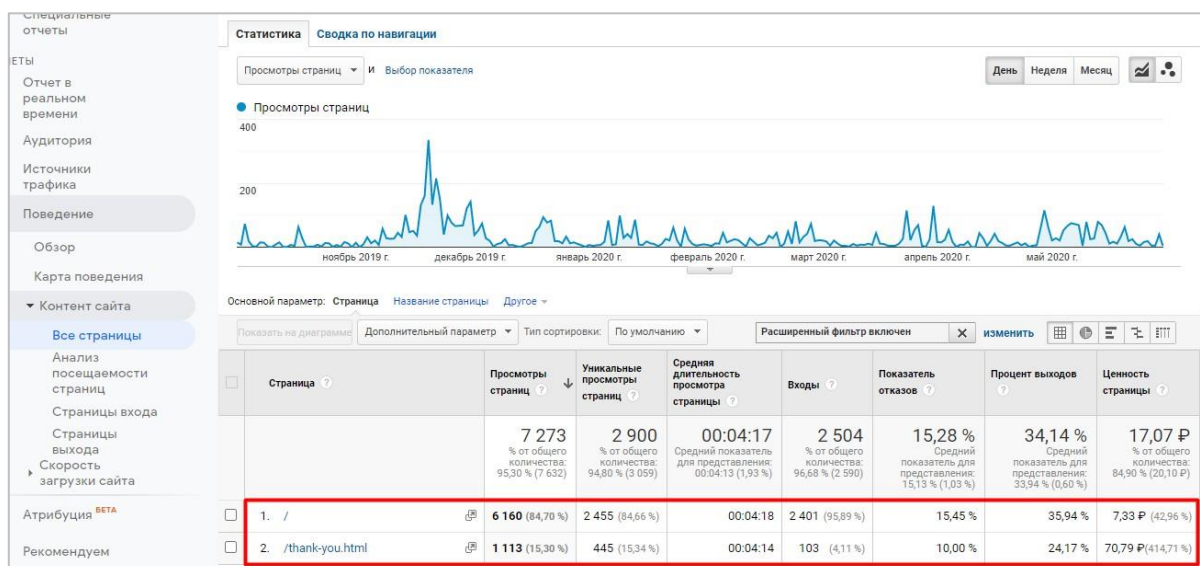 Специальные
отчеты
ЕТЫ
Отчет в
реальном
времени
Аудитория
Источники
трафика
Поведение
Обзор
Карта поведения
Контент сайта
Все страницы
Анализ
посещаемости
страниц
Страницы входа
Страницы
выхода
Скорость
загрузки сайта
Атрибуция БЕТА
Рекомендуем
Статистика Сводка по навигации
Просмотры страниц И Выбор показателя
День Неделя Месяц
Просмотры страниц
400
200
ноябрь 2019 г. декабрь 2019 г. январь 2020 г. февраль 2020 г. март 2020 г. апрель 2020 г. май 2020 г.
Основной параметр: Страница Название страницы Другое
Показать на диаграмме Дополнительный параметр Тип сортировки: По умолчанию Расширенный фильтр включен изменить
Страница ?
Просмотры
страниц ?
Уникальные
просмотры
страниц ?
Средняя
длительность
просмотра
страницы ?
Входы ?
Показатель
отказов ?
Процент выходов
?
Ценность
страницы ?
7 273
% от общего
количества:
95,30 % (7 632)
2 900
% от общего
количества:
94,80 % (3 059)
00:04:17
Средний показатель
для представления:
00:04:13 (1,93 %)
2 504
% от общего
количества:
96,68 % (2 590)
15,28 %
Средний
показатель для
представления:
15,13 % (1,03 %)
34,14 %
Средний
показатель для
представления:
33,94 % (0,60 %)
17,07 ₽
% от общего
количества:
84,90 % (20,10 ₽)
1. / 6 160 (84,70 %) 2 455 (84,66 %) 00:04:18 2 401 (95,89 %) 15,45 % 35,94 % 7,33 ₽ (42,96 %)
2. /thank-you.html 1 113 (15,30 %) 445 (15,34 %) 00:04:14 103 (4,11 %) 10,00 % 24,17 % 70,79 ₽(414,71 %)